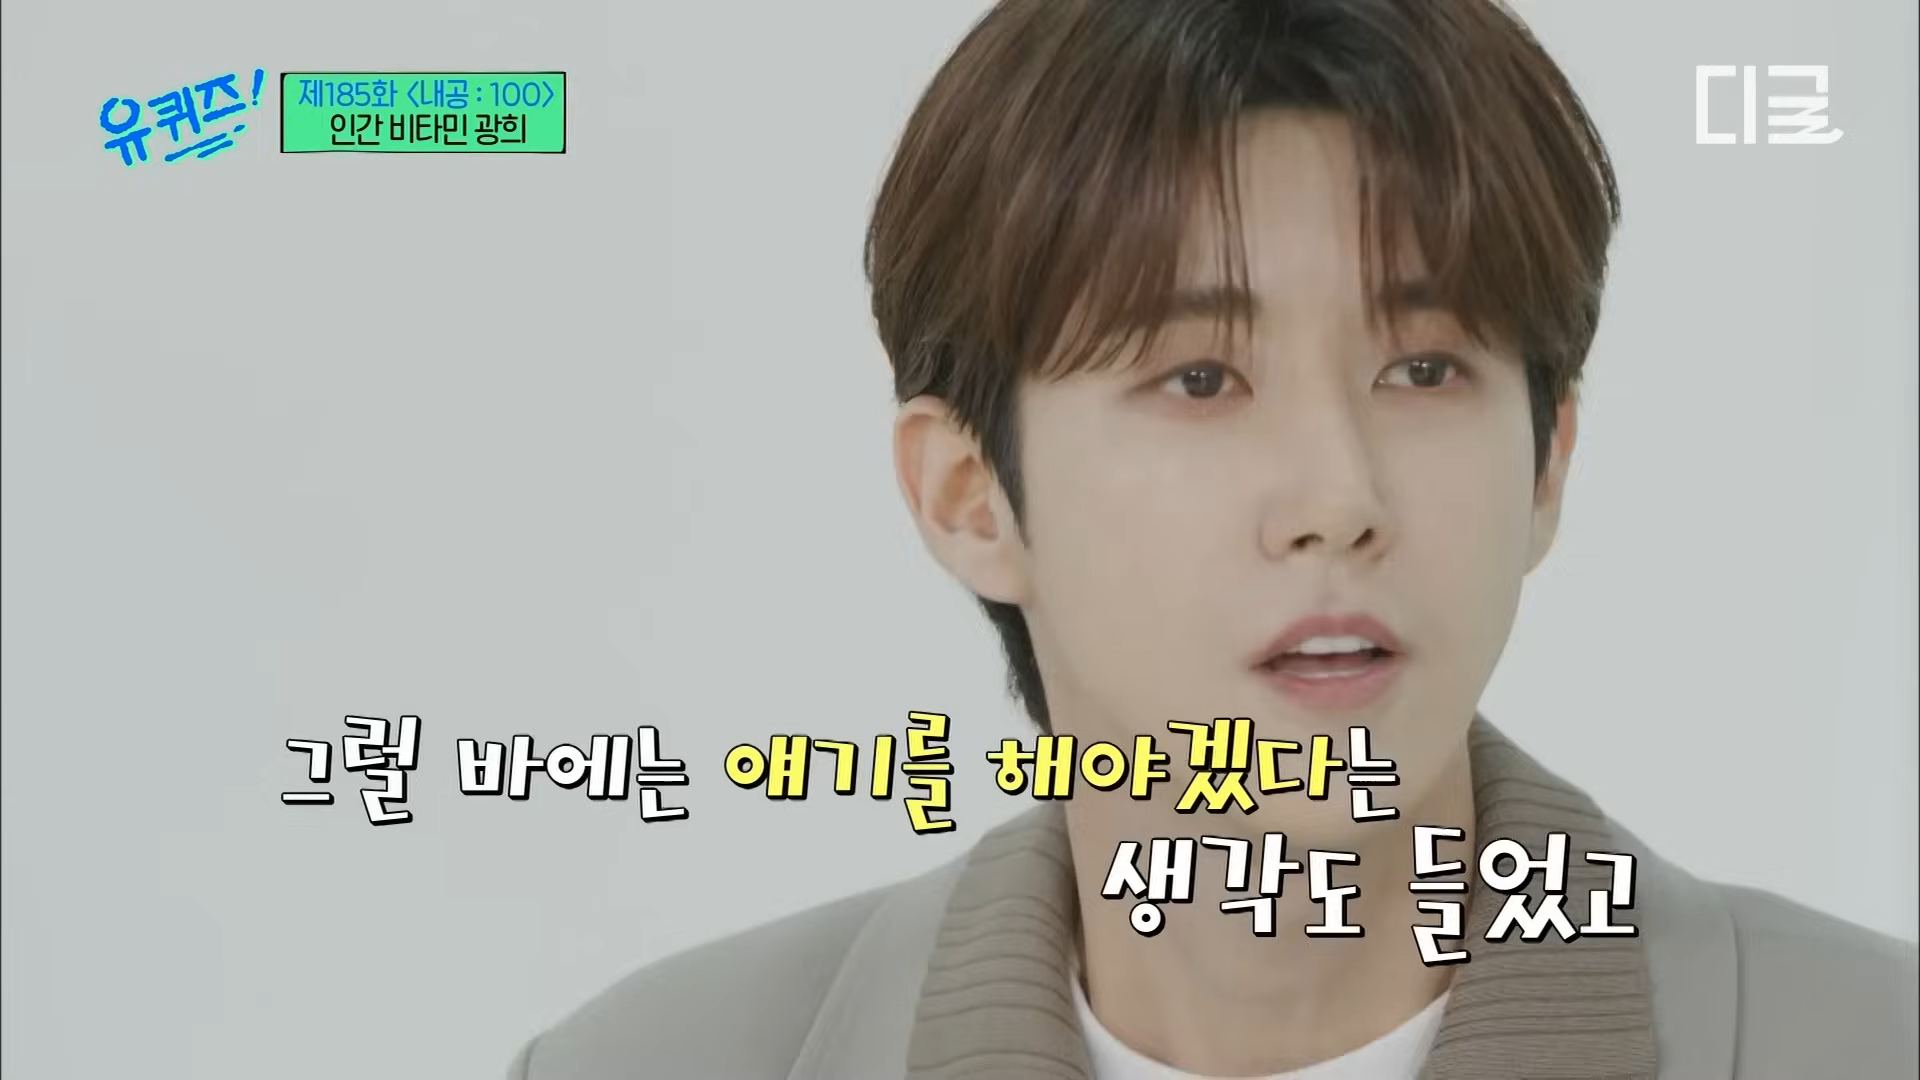 유퀴즈!
제185화 <내공 : 100>
인간 비타민 광희
디글
그럴 바에는 얘기를 해야겠다는
생각도 들었고